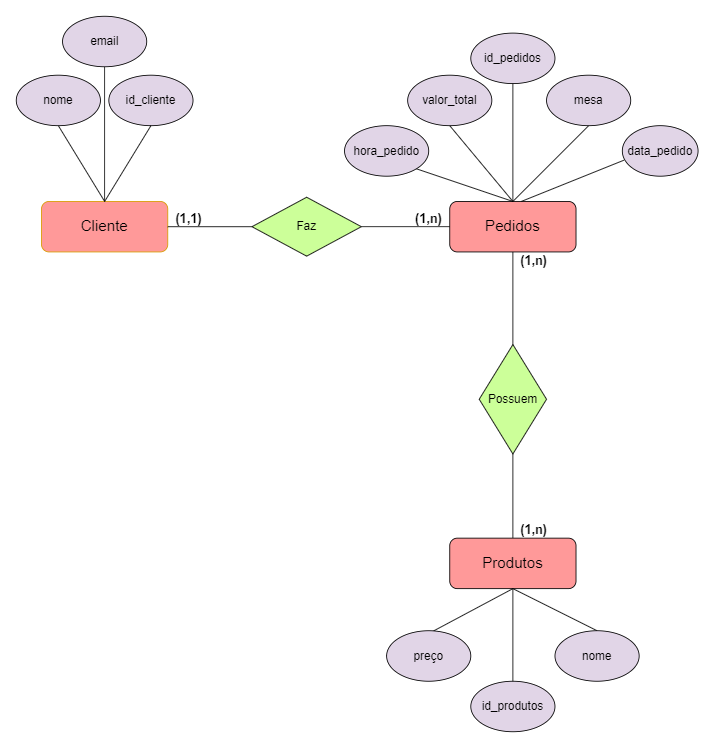 email
nome
id_cliente
Cliente
(1,1)
Faz
(1,n)
id_pedidos
valor_total
mesa
hora_pedido
data_pedido
Pedidos
(1,n)
Possuem
(1,n)
Produtos
preço
nome
id_produtos